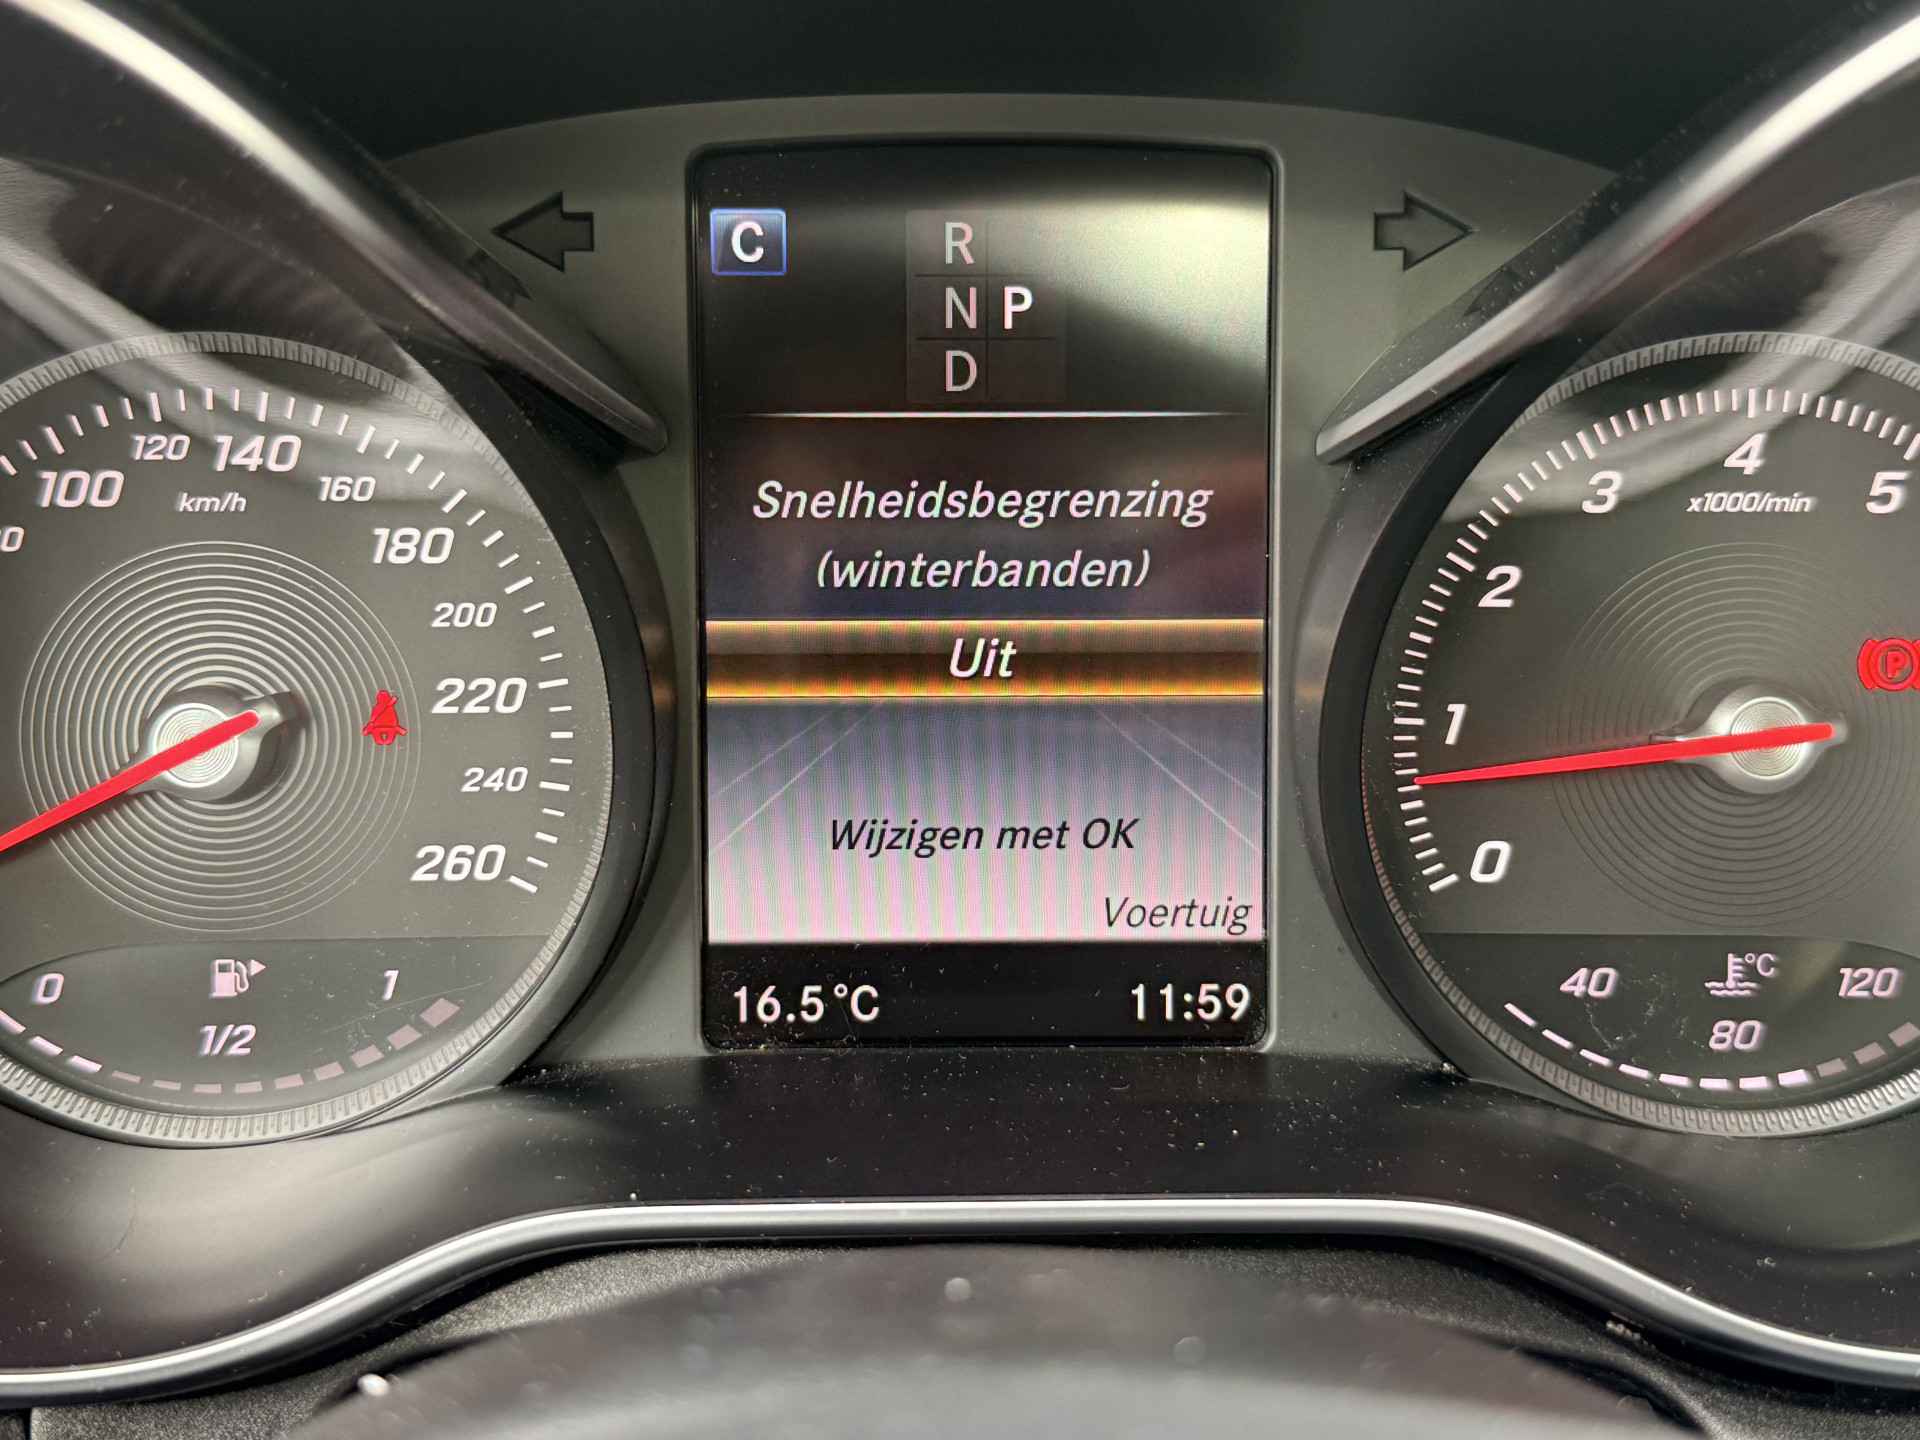 C
R
N P
D
Snelheidsbegrenzing
(winterbanden)
Uit
Wijzigen met OK
Voertuig
16.5°C 11:59
100
120
140
160
180
200
220
240
260
km/h
0 1
1/2
0
1
2
3
4
5
x1000/min
P
40 °C 120
80